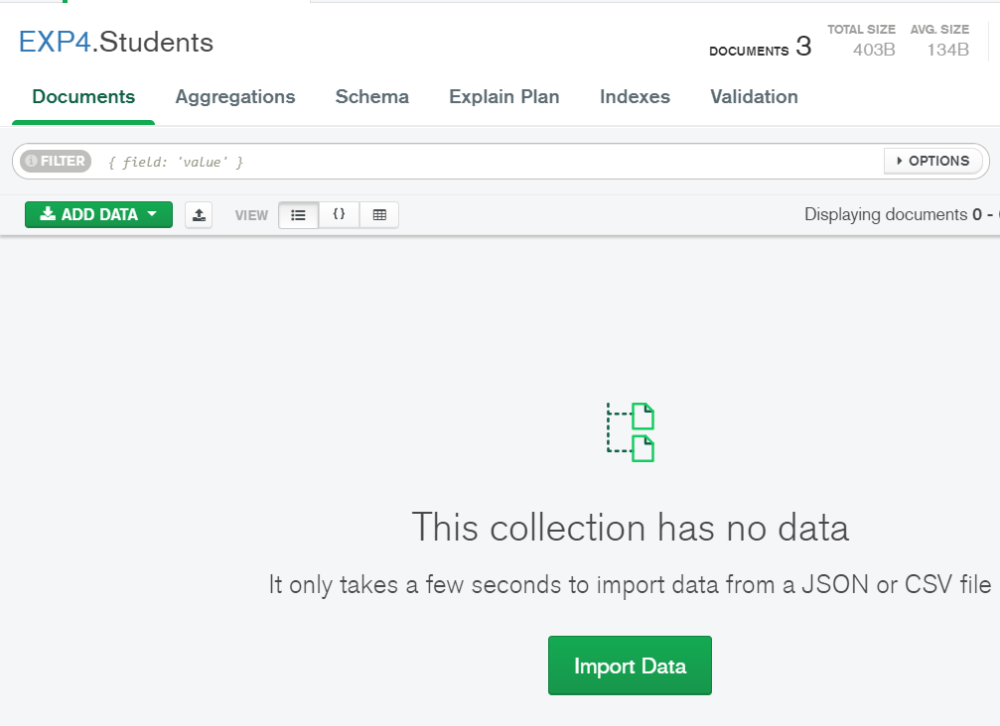 EXP4.Students
DOCUMENTS 3
TOTAL SIZE AVG. SIZE
403B 134B
Documents Aggregations Schema Explain Plan Indexes Validation
FILTER { field: 'value' } OPTIONS
ADD DATA VIEW { } Displaying documents 0 -
This collection has no data
It only takes a few seconds to import data from a JSON or CSV file
Import Data